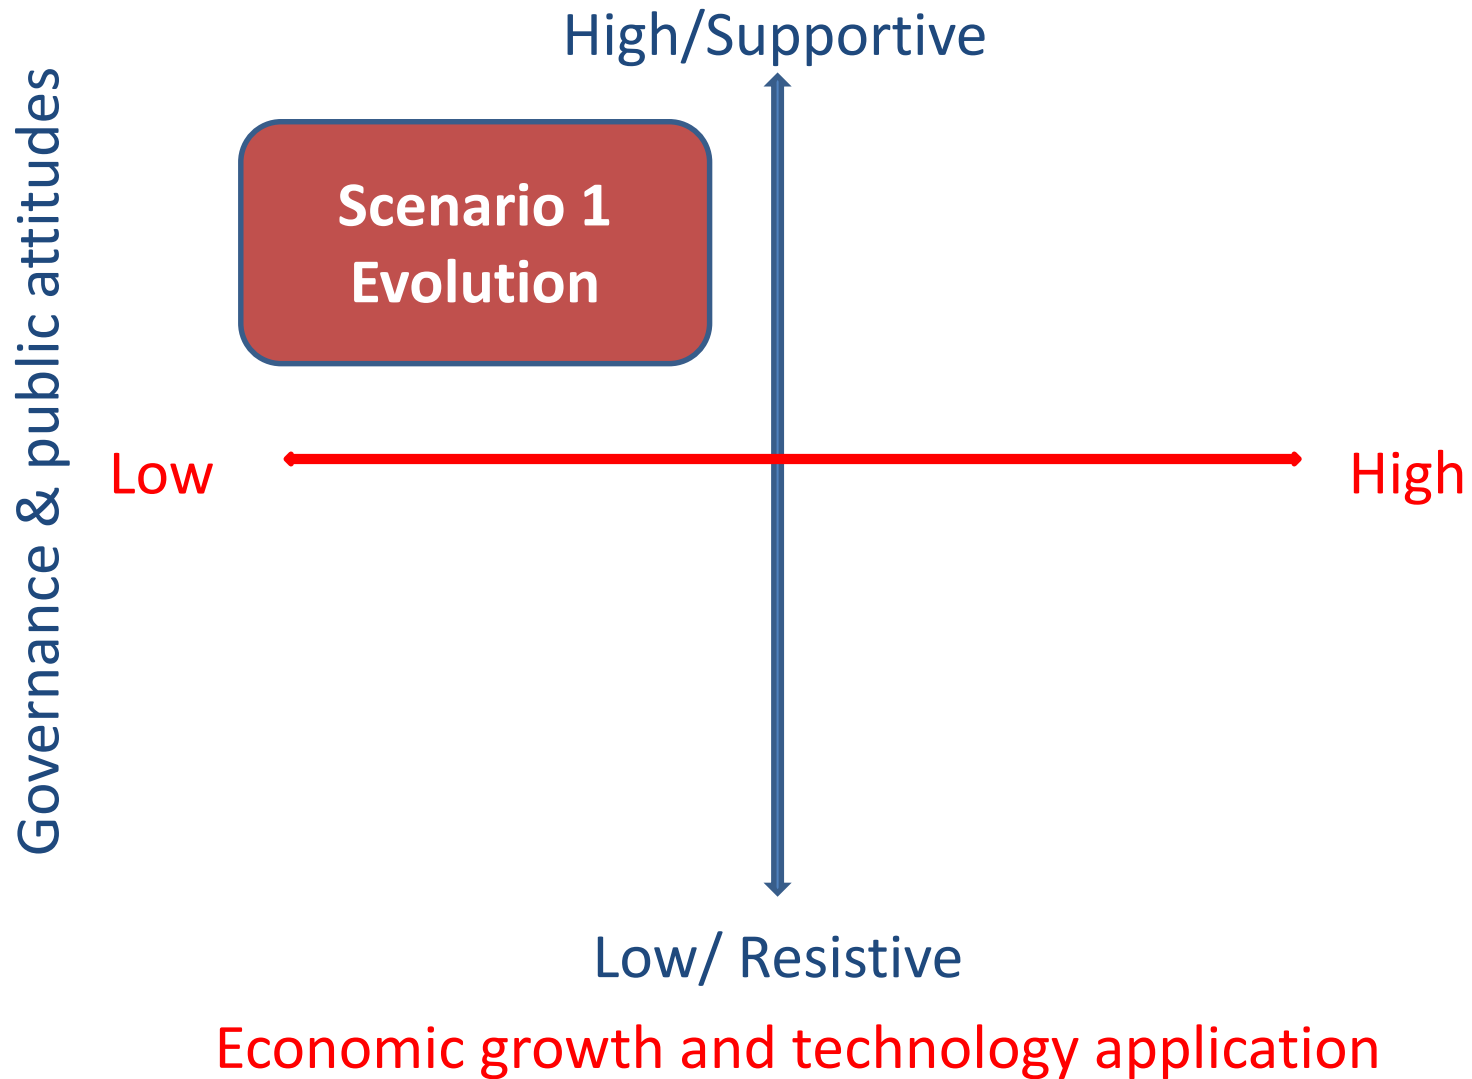 High/Supportive
Governance & public attitudes
Scenario 1
Evolution
Low
High
Low/ Resistive
Economic growth and technology application